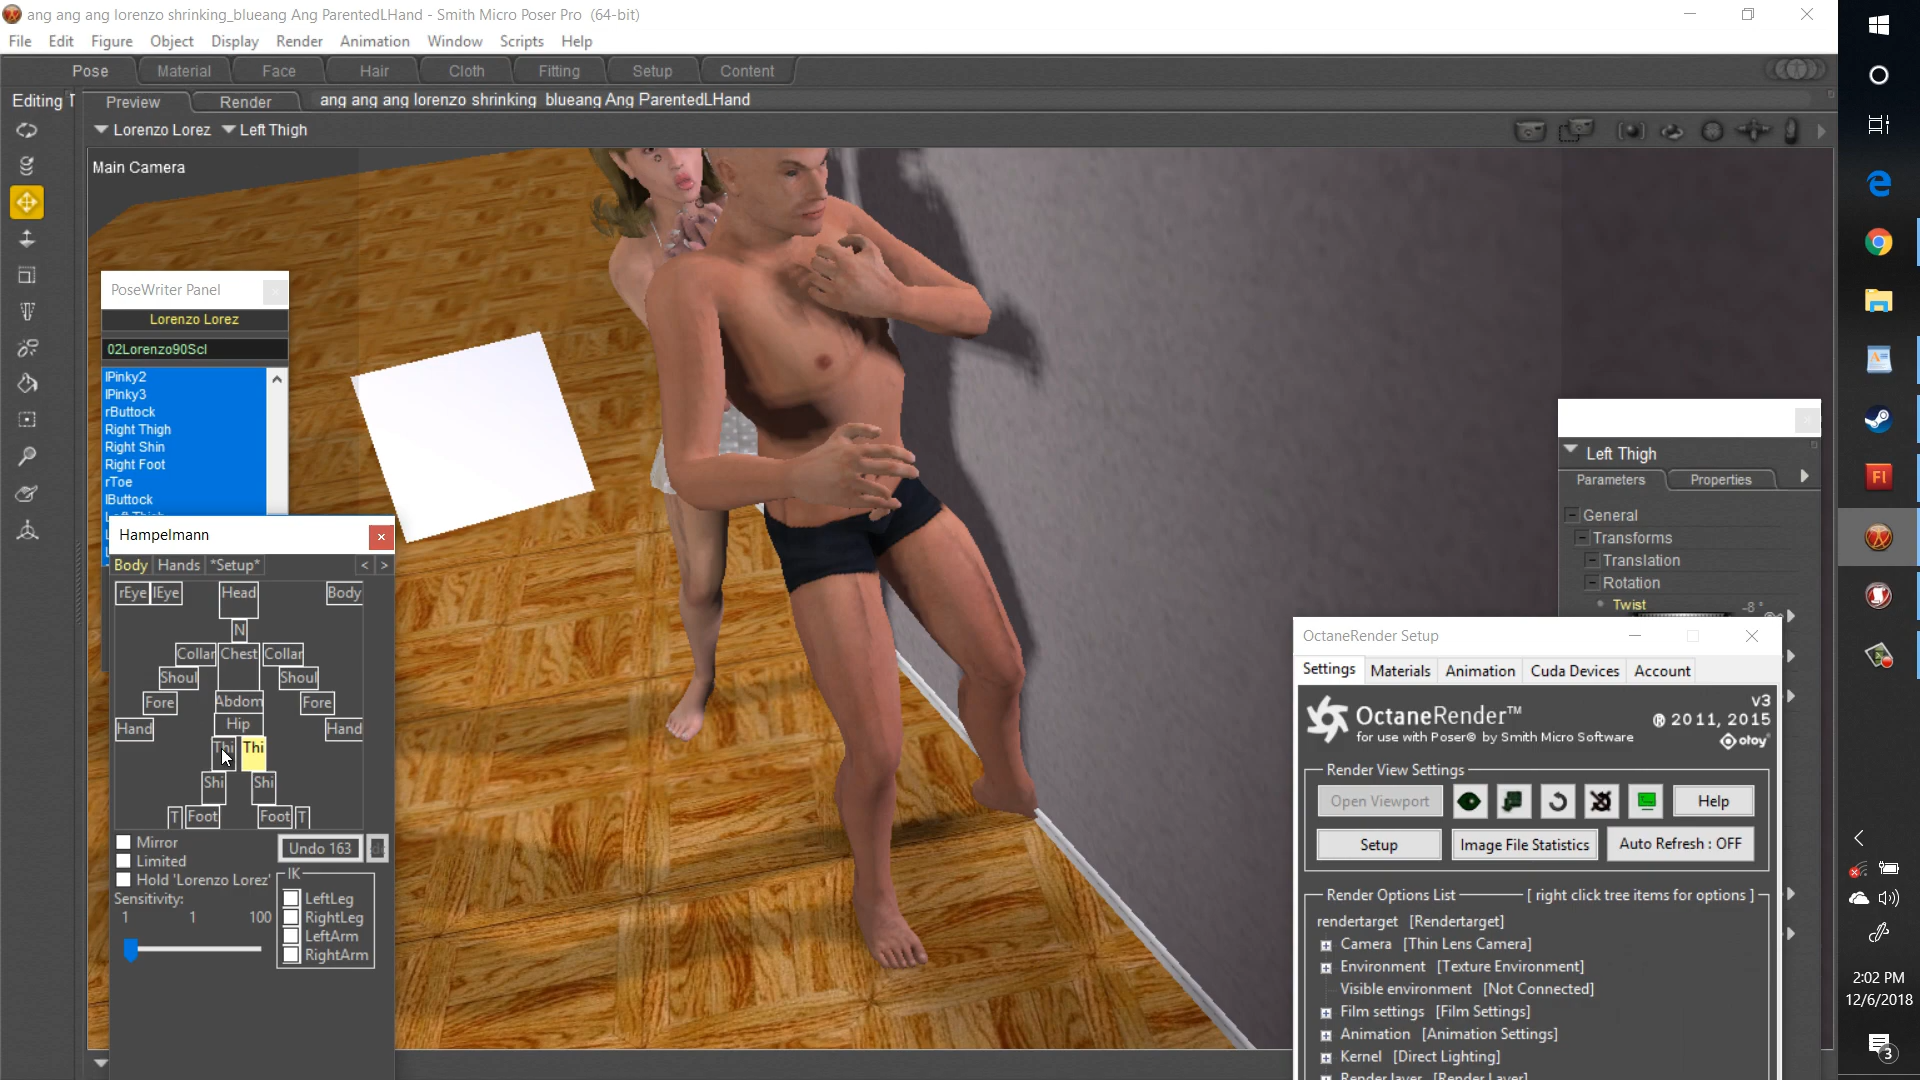 ang ang ang lorenzo shrinking_blueang Ang ParentedLHand - Smith Micro Poser Pro (64-bit)
File Edit Figure Object Display Render Animation Window Scripts Help
Pose Material Face Hair Cloth Fitting Setup Content
Editing T
Preview Render ang ang ang lorenzo shrinking_blueang Ang ParentedLHand
Lorenzo Lorez Left Thigh
Main Camera
PoseWriter Panel
Lorenzo Lorez
02Lorenzo90Scl
lPinky2
lPinky3
rButtock
Right Thigh
Right Shin
Right Foot
rToe
lButtock
Hampelmann
Body Hands *Setup* < >
rEye lEye Head Body
N
Collar Chest Collar
Shoul Shoul
Fore Abdom Fore
Hand Hip Hand
Thi Thi
Shi Shi
T Foot Foot T
Mirror
Limited
Hold 'Lorenzo Lorez'
Undo 163
Sensitivity:
1 1 100
IK
LeftLeg
RightLeg
LeftArm
RightArm
Left Thigh
Parameters Properties
General
Transforms
Translation
Rotation
Twist -8 °
OctaneRender Setup
Settings Materials Animation Cuda Devices Account
OctaneRender™ v3
for use with Poser® by Smith Micro Software
® 2011, 2015
otoy
Render View Settings
Open Viewport Help
Setup Image File Statistics Auto Refresh : OFF
Render Options List [ right click tree items for options ]
rendertarget [Rendertarget]
Camera [Thin Lens Camera]
Environment [Texture Environment]
Visible environment [Not Connected]
Film settings [Film Settings]
Animation [Animation Settings]
Kernel [Direct Lighting]
Render layer [Render Layer]
2:02 PM
12/6/2018
3